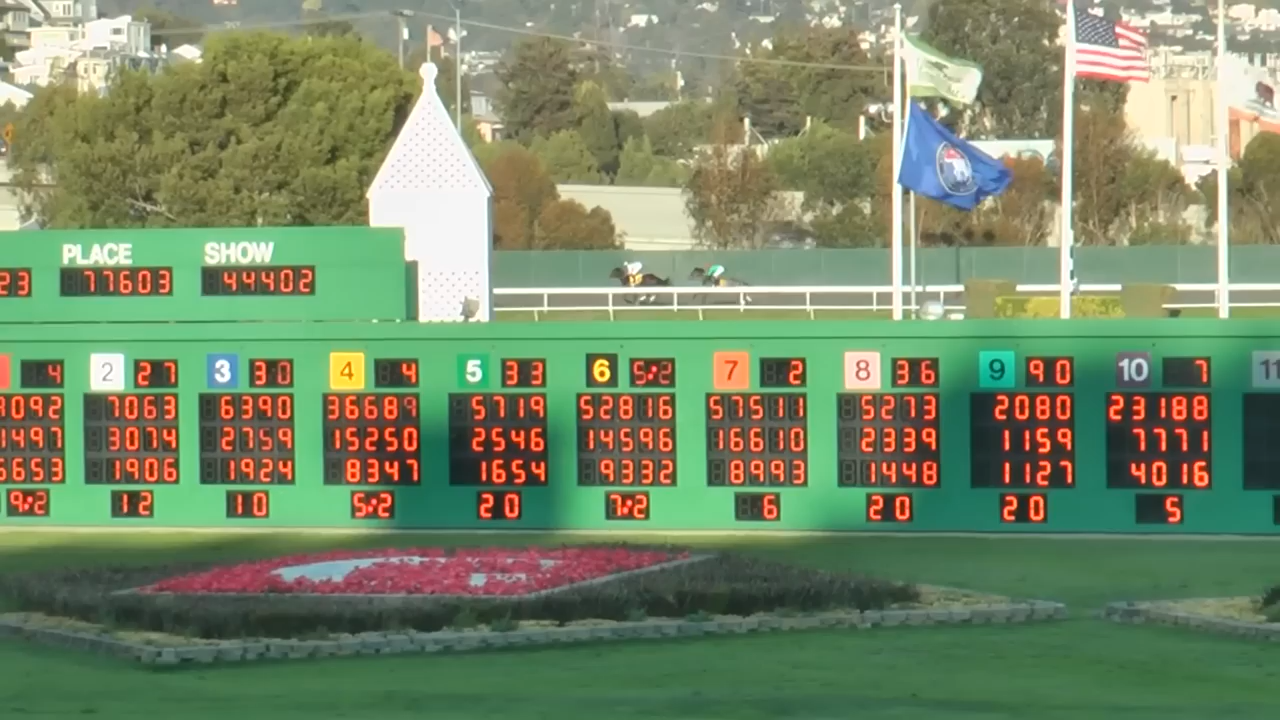 PLACE SHOW
23 77603 44402
4 2 27 3 30 4 4 5 33 6 5-2 7 2 8 36 9 90 10 7 11
9092 7063 6390 36689 5719 52816 57511 5273 2080 23188
1497 3074 2759 15250 2546 14596 16610 2339 1159 7771
6653 1906 1924 8347 1654 9332 8993 1448 1127 4016
9-2 12 10 5-2 20 7-2 6 20 20 5